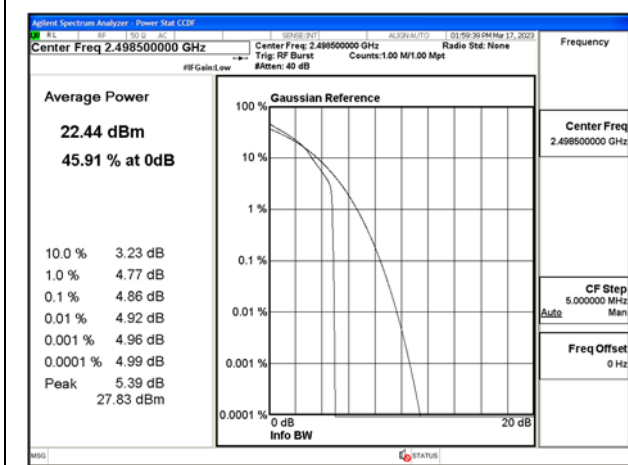 Agilent Spectrum Analyzer - Power Stat CCDF
RL RF 50 Ω AC SENSE:INT ALIGN AUTO 01:59:39 PM Mar 17, 2023
Center Freq 2.498500000 GHz
Center Freq: 2.498500000 GHz Radio Std: None
Trig: RF Burst Counts:1.00 M/1.00 Mpt
#IFGain:Low #Atten: 40 dB
Frequency
Average Power
22.44 dBm
45.91 % at 0dB
10.0 % 3.23 dB
1.0 % 4.77 dB
0.1 % 4.86 dB
0.01 % 4.92 dB
0.001 % 4.96 dB
0.0001 % 4.99 dB
Peak 5.39 dB
27.83 dBm
Gaussian Reference
100 %
10 %
1 %
0.1 %
0.01 %
0.001 %
0.0001 %
0 dB 20 dB
Info BW
Center Freq
2.498500000 GHz
CF Step
5.000000 MHz
Auto Man
Freq Offset
0 Hz
MSG STATUS